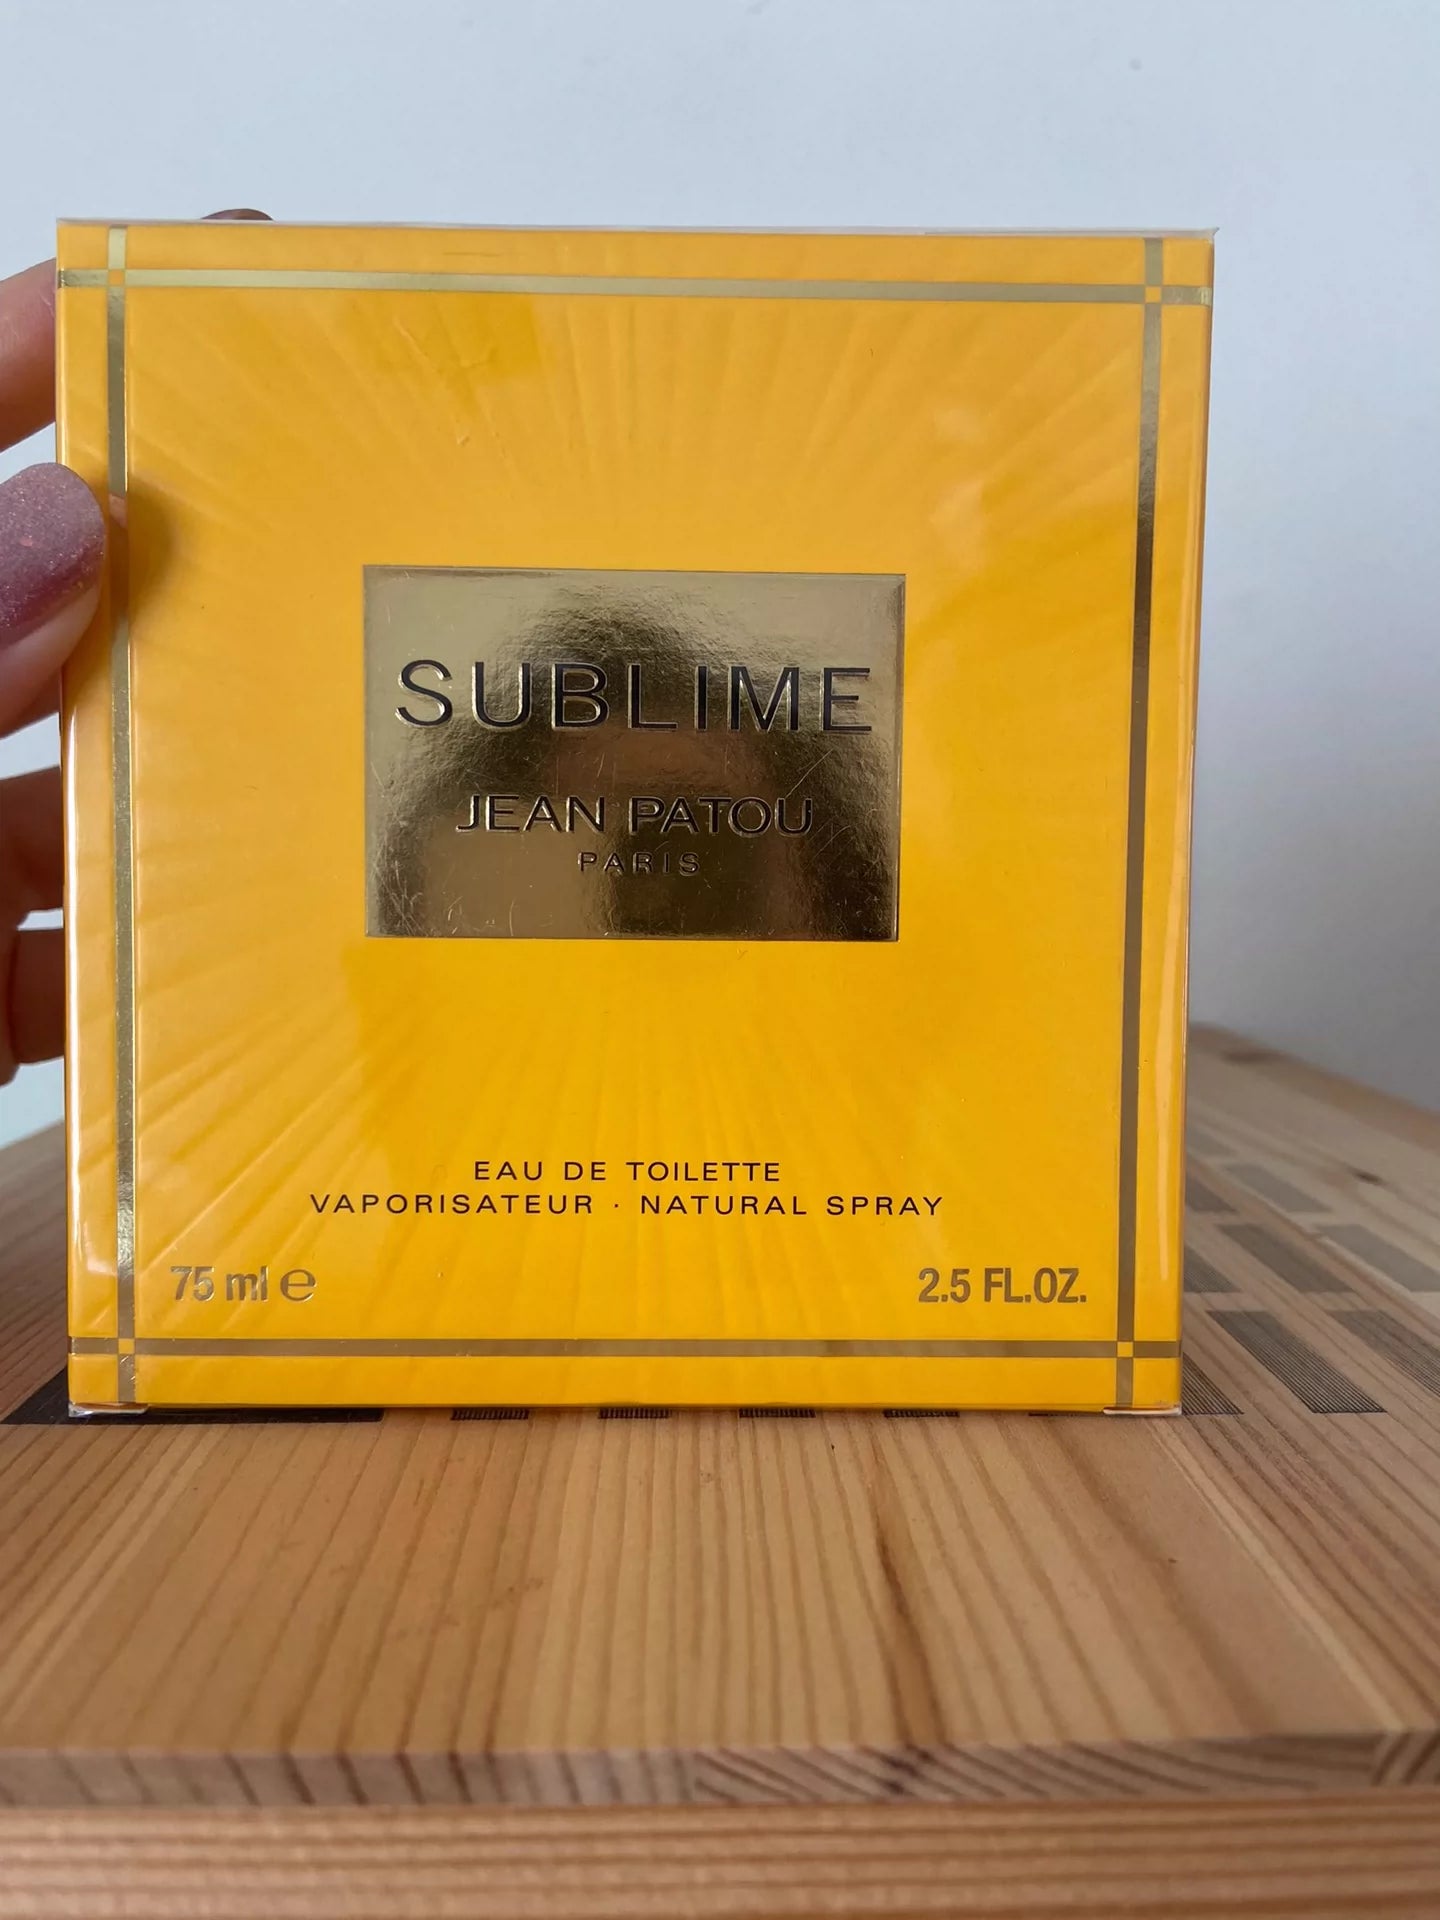 SUBLIME
JEAN PATOU
PARIS
EAU DE TOILETTE
VAPORISATEUR · NATURAL SPRAY
75 ml ℮
2.5 FL.OZ.